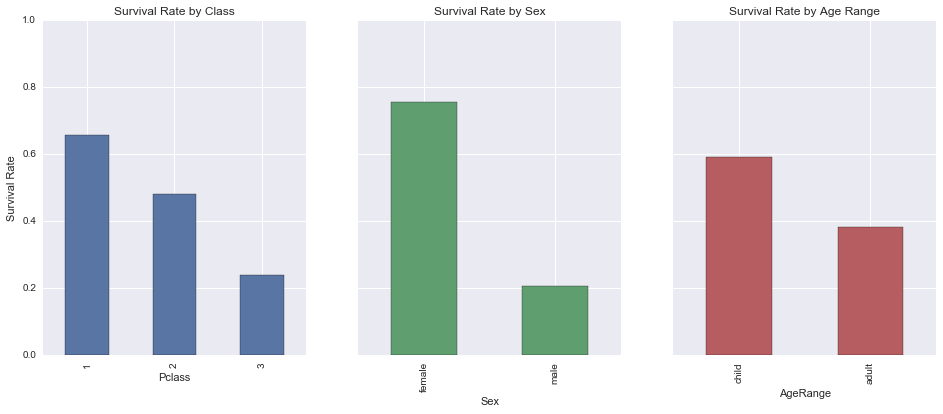 Survival Rate by Class
Survival Rate by Sex
Survival Rate by Age Range
1.0
0.8
0.6
0.4
0.2
0.0
Survival Rate
1
2
3
Pclass
female
male
Sex
child
adult
AgeRange